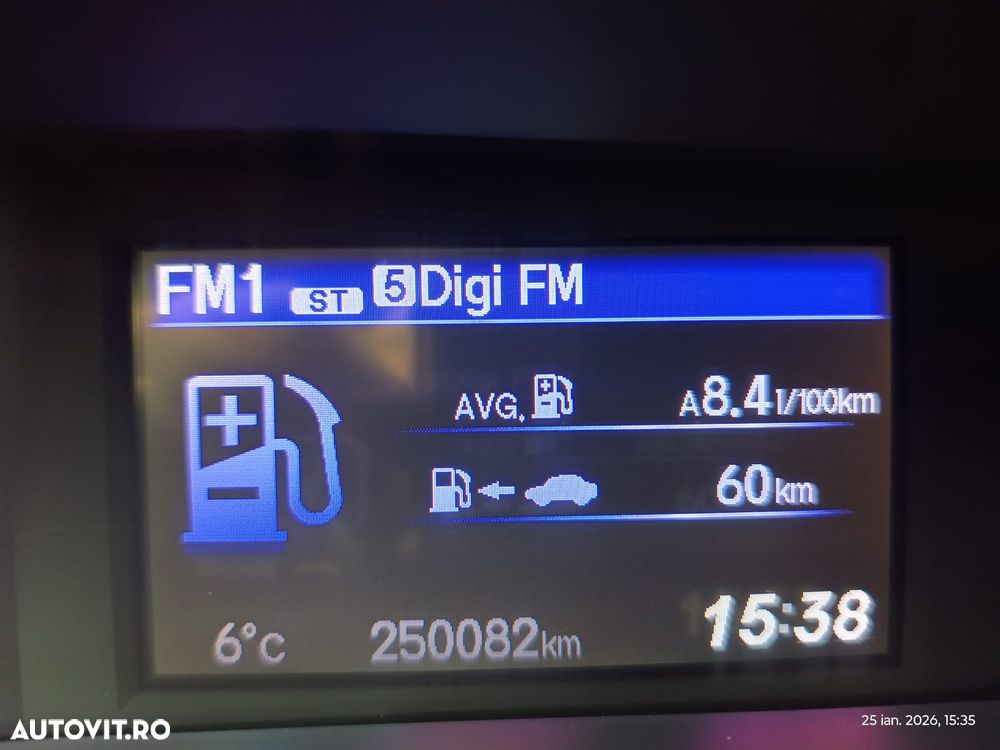 FM1 ST 5 Digi FM
AVG. A8.4l/100km
60km
6°C 250082km 15:38
AUTOVIT.RO
25 ian. 2026, 15:35